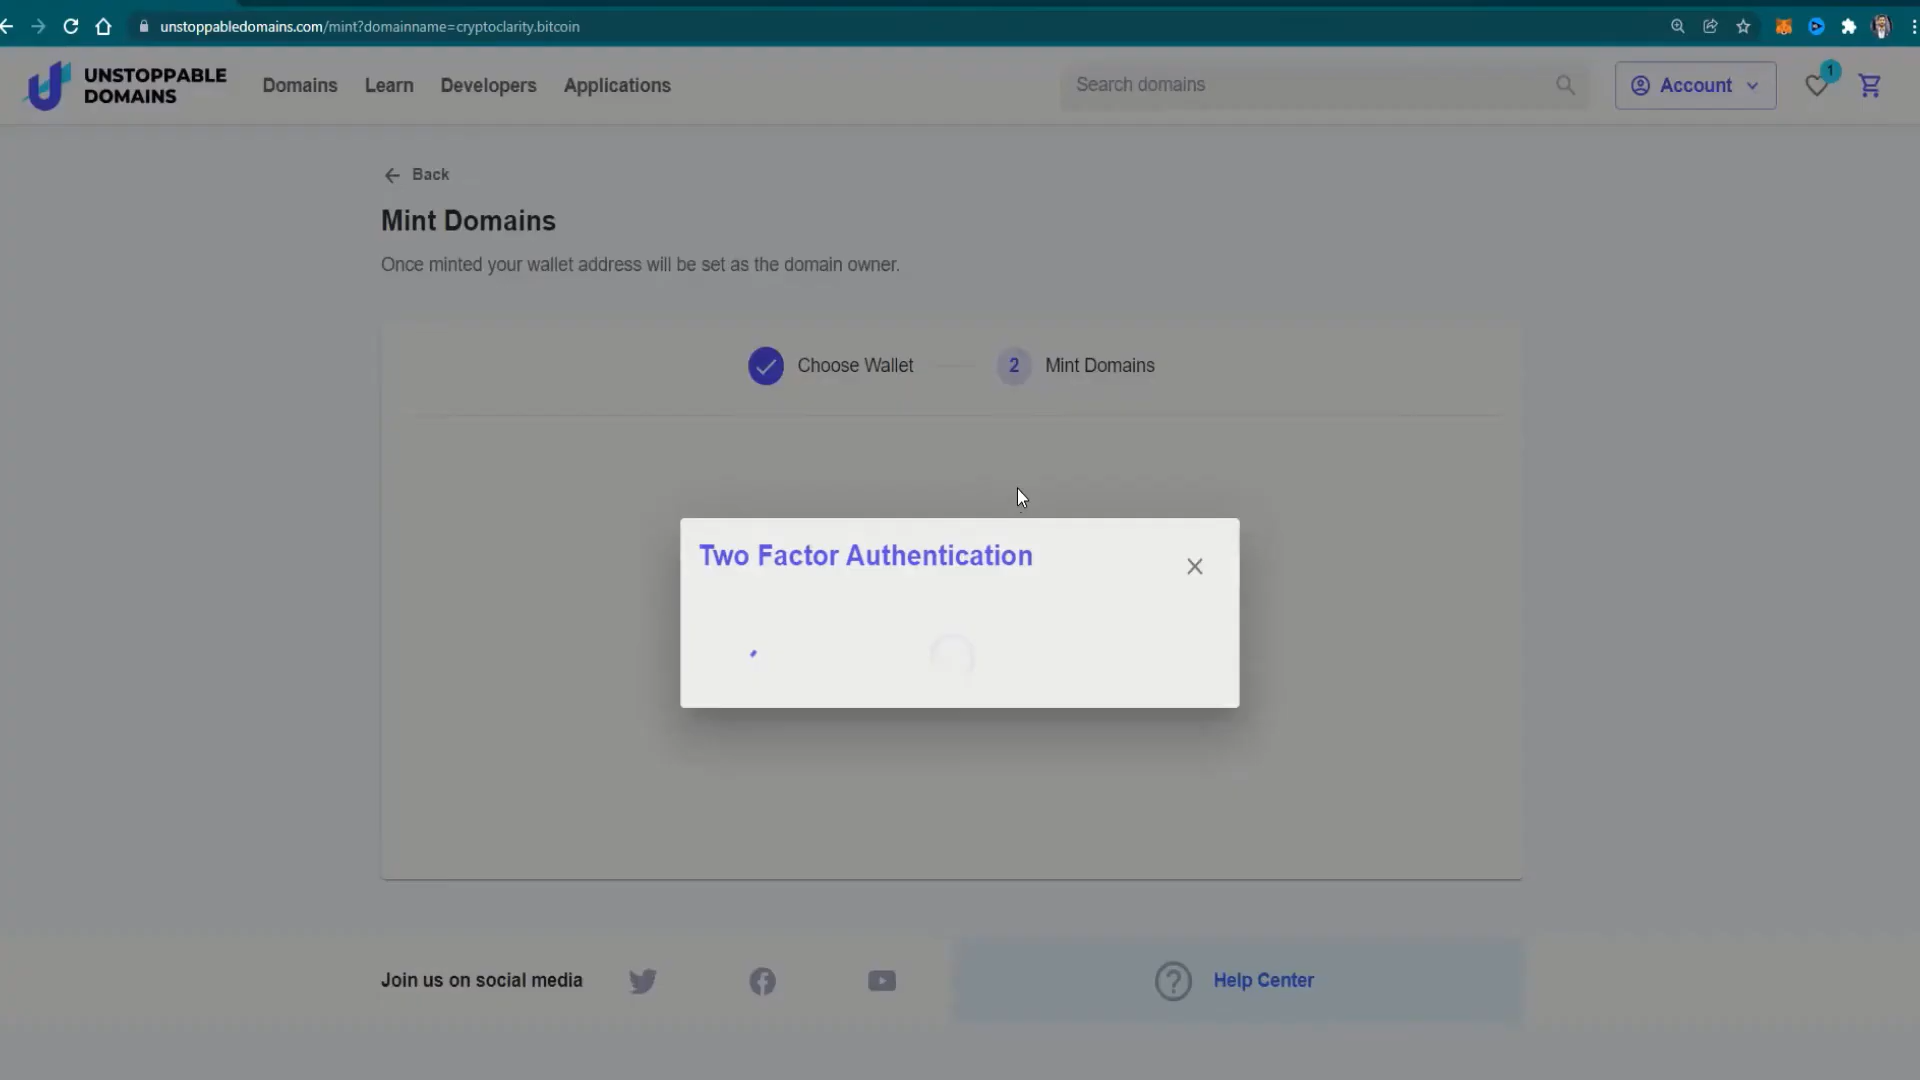 unstoppabledomains.com/mint?domainname=cryptoclarity.bitcoin
UNSTOPPABLE DOMAINS
Domains
Learn
Developers
Applications
Search domains
Account
1
Back
Mint Domains
Once minted your wallet address will be set as the domain owner.
Choose Wallet
2
Mint Domains
Two Factor Authentication
Join us on social media
Help Center